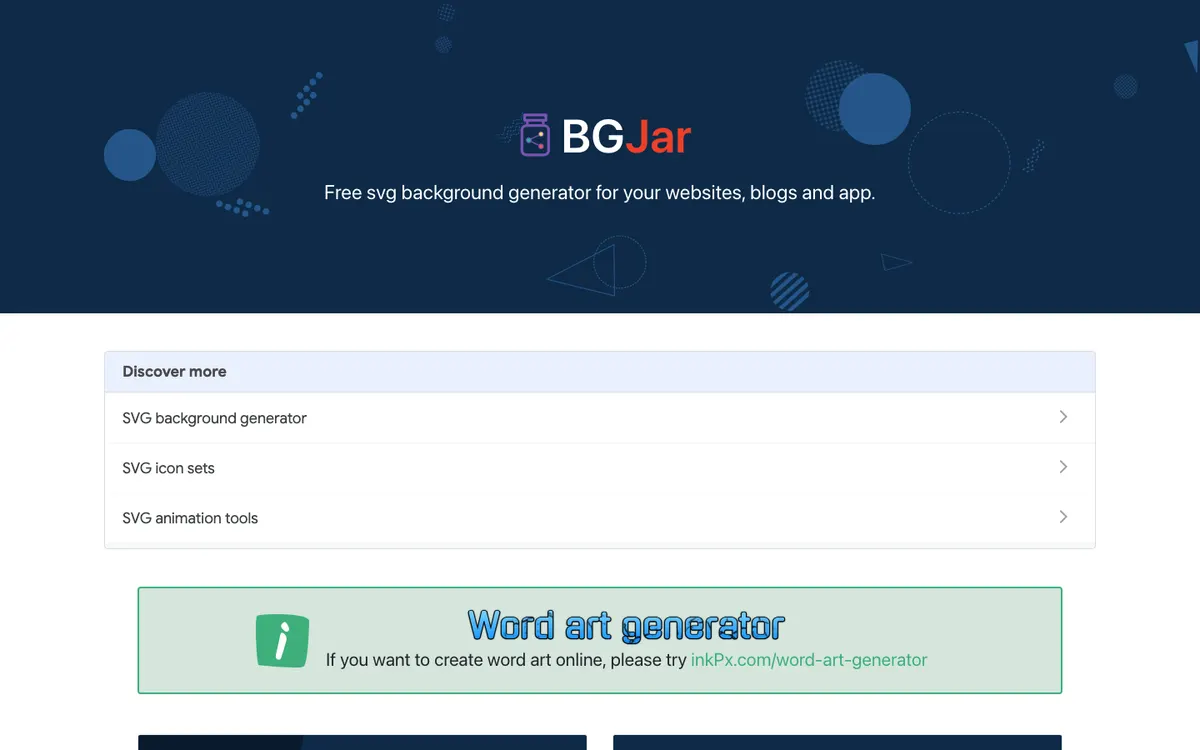 BGJar
Free svg background generator for your websites, blogs and app.
Discover more
SVG background generator
SVG icon sets
SVG animation tools
Word art generator
If you want to create word art online, please try inkPx.com/word-art-generator